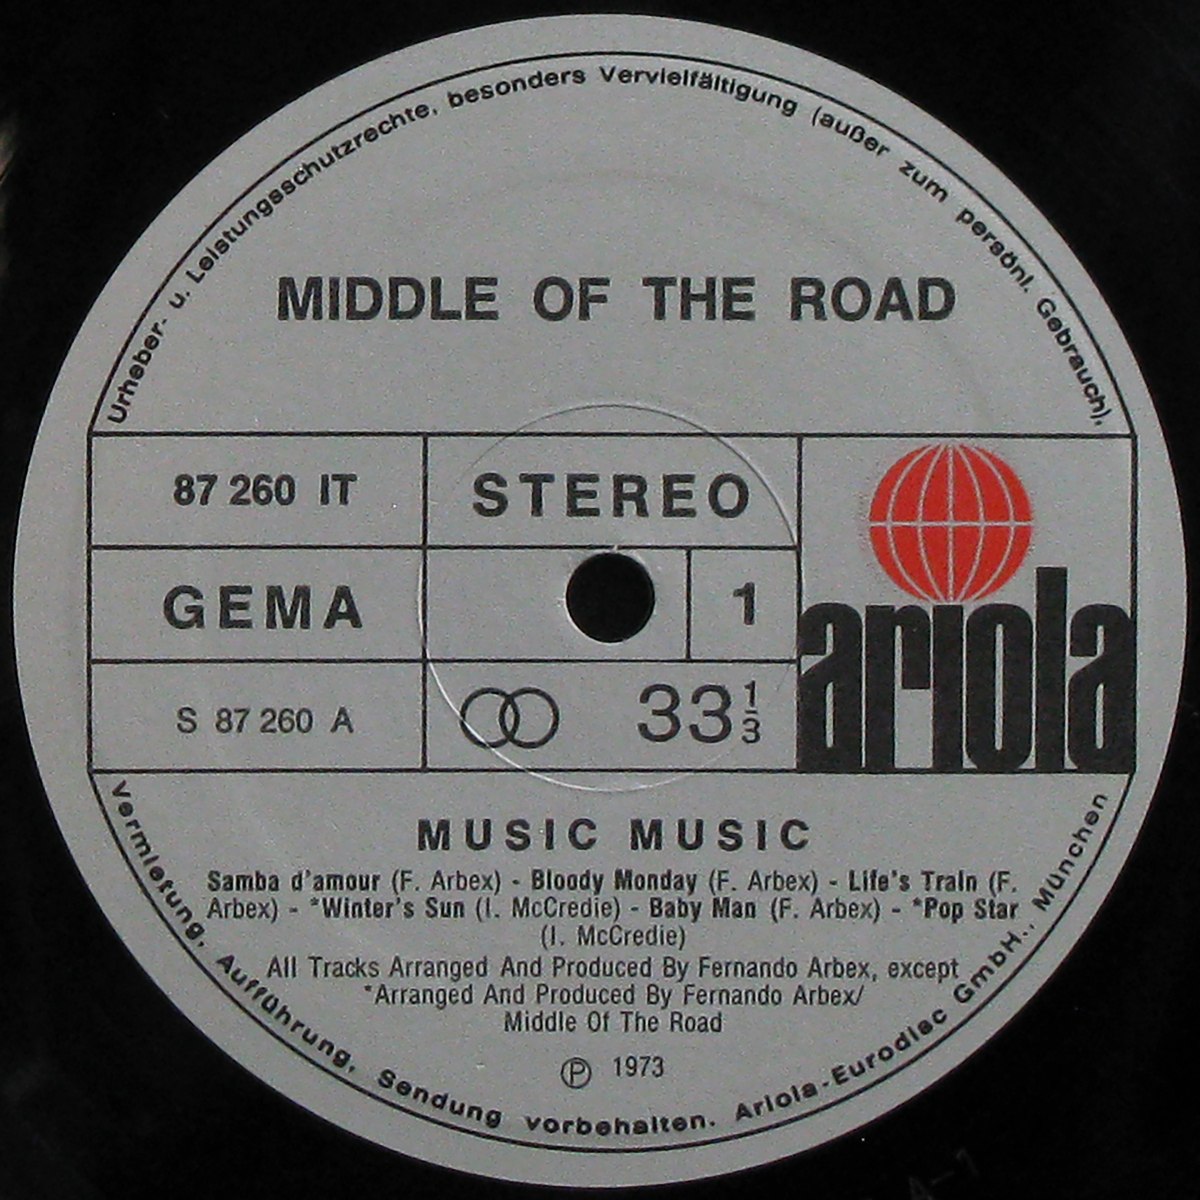 Urheber- u. Leistungsschutzrechte, besonders Vervielfältigung (außer zum persönl. Gebrauch),
MIDDLE OF THE ROAD
87 260 IT
STEREO
GEMA
1
S 87 260 A
33 1/3
ariola
MUSIC MUSIC
Samba d'amour (F. Arbex) - Bloody Monday (F. Arbex) - Life's Train (F.
Arbex) - *Winter's Sun (I. McCredie) - Baby Man (F. Arbex) - *Pop Star
(I. McCredie)
All Tracks Arranged And Produced By Fernando Arbex, except
*Arranged And Produced By Fernando Arbex/
Middle Of The Road
℗ 1973
Vermietung, Aufführung, Sendung vorbehalten. Ariola-Eurodisc GmbH., München